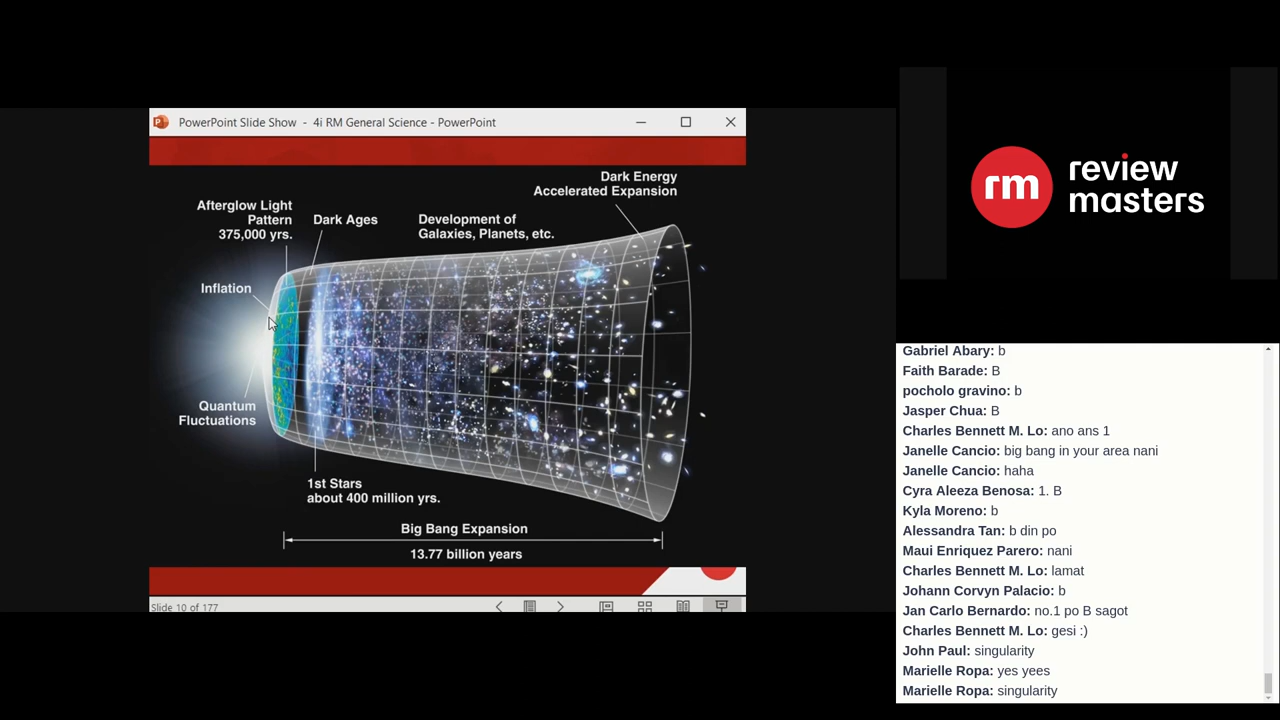 PowerPoint Slide Show - 4i RM General Science - PowerPoint
Dark Energy
Accelerated Expansion
Afterglow Light
Pattern
375,000 yrs.
Dark Ages
Development of
Galaxies, Planets, etc.
Inflation
Quantum
Fluctuations
1st Stars
about 400 million yrs.
Big Bang Expansion
13.77 billion years
Slide 10 of 177
rm
review
masters
Gabriel Abary: b
Faith Barade: B
pocholo gravino: b
Jasper Chua: B
Charles Bennett M. Lo: ano ans 1
Janelle Cancio: big bang in your area nani
Janelle Cancio: haha
Cyra Aleeza Benosa: 1. B
Kyla Moreno: b
Alessandra Tan: b din po
Maui Enriquez Parero: nani
Charles Bennett M. Lo: lamat
Johann Corvyn Palacio: b
Jan Carlo Bernardo: no.1 po B sagot
Charles Bennett M. Lo: gesi :)
John Paul: singularity
Marielle Ropa: yes yees
Marielle Ropa: singularity